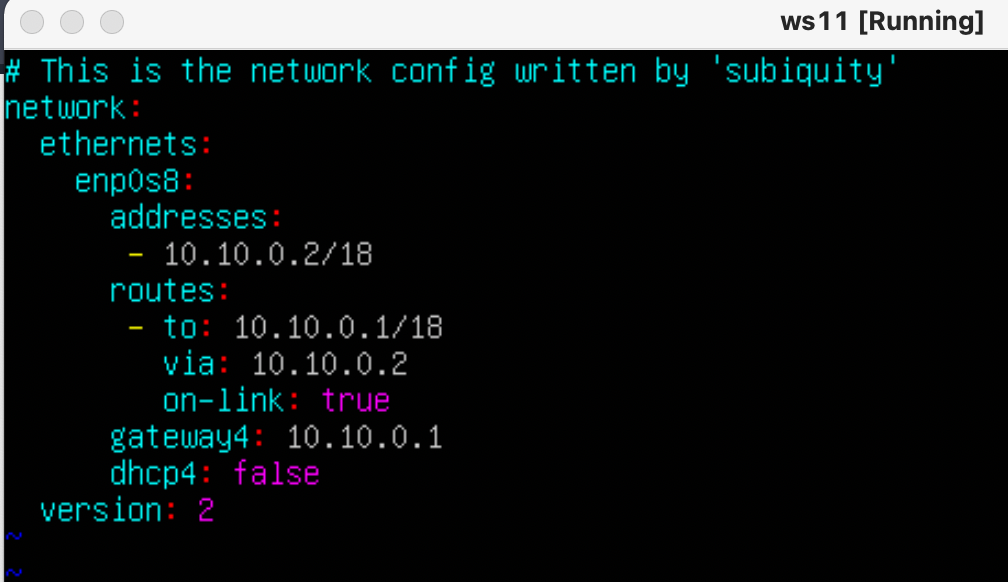 ws11 [Running]
# This is the network config written by 'subiquity'
network:
  ethernets:
    enp0s8:
      addresses:
       - 10.10.0.2/18
      routes:
       - to: 10.10.0.1/18
         via: 10.10.0.2
         on-link: true
      gateway4: 10.10.0.1
      dhcp4: false
  version: 2
~
~